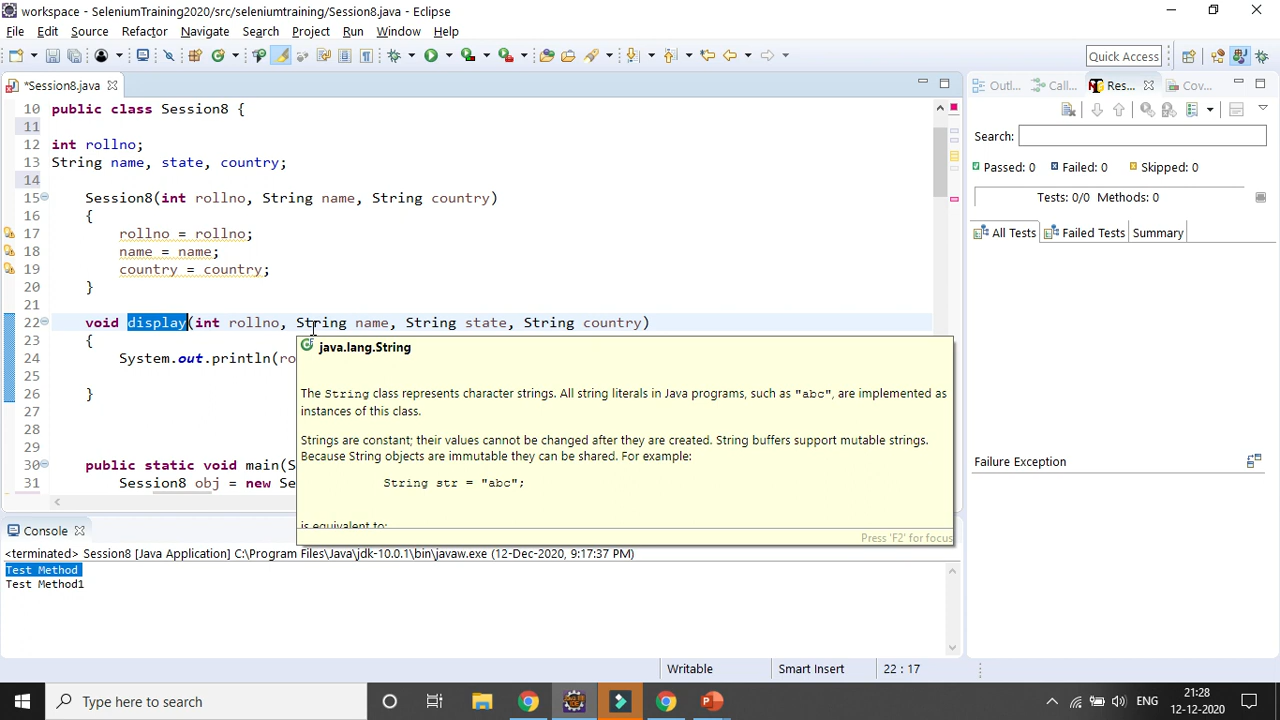 workspace - SeleniumTraining2020/src/seleniumtraining/Session8.java - Eclipse
File Edit Source Refactor Navigate Search Project Run Window Help
Quick Access
*Session8.java
Outl... Call... Res... Cov...
10 public class Session8 {
11
12 int rollno;
13 String name, state, country;
14
15 Session8(int rollno, String name, String country)
16 {
17 rollno = rollno;
18 name = name;
19 country = country;
20 }
21
22 void display(int rollno, String name, String state, String country)
23 {
24 System.out.println(ro
25
26 }
27
28
29
30 public static void main(S
31 Session8 obj = new Se
java.lang.String
The String class represents character strings. All string literals in Java programs, such as "abc", are implemented as
instances of this class.
Strings are constant; their values cannot be changed after they are created. String buffers support mutable strings.
Because String objects are immutable they can be shared. For example:
String str = "abc";
is equivalent to:
Press 'F2' for focus
Search:
Passed: 0 Failed: 0 Skipped: 0
Tests: 0/0 Methods: 0
All Tests Failed Tests Summary
Failure Exception
Console
<terminated> Session8 [Java Application] C:\Program Files\Java\jdk-10.0.1\bin\javaw.exe (12-Dec-2020, 9:17:37 PM)
Test Method
Test Method1
Writable Smart Insert 22 : 17
Type here to search
ENG
21:28
12-12-2020